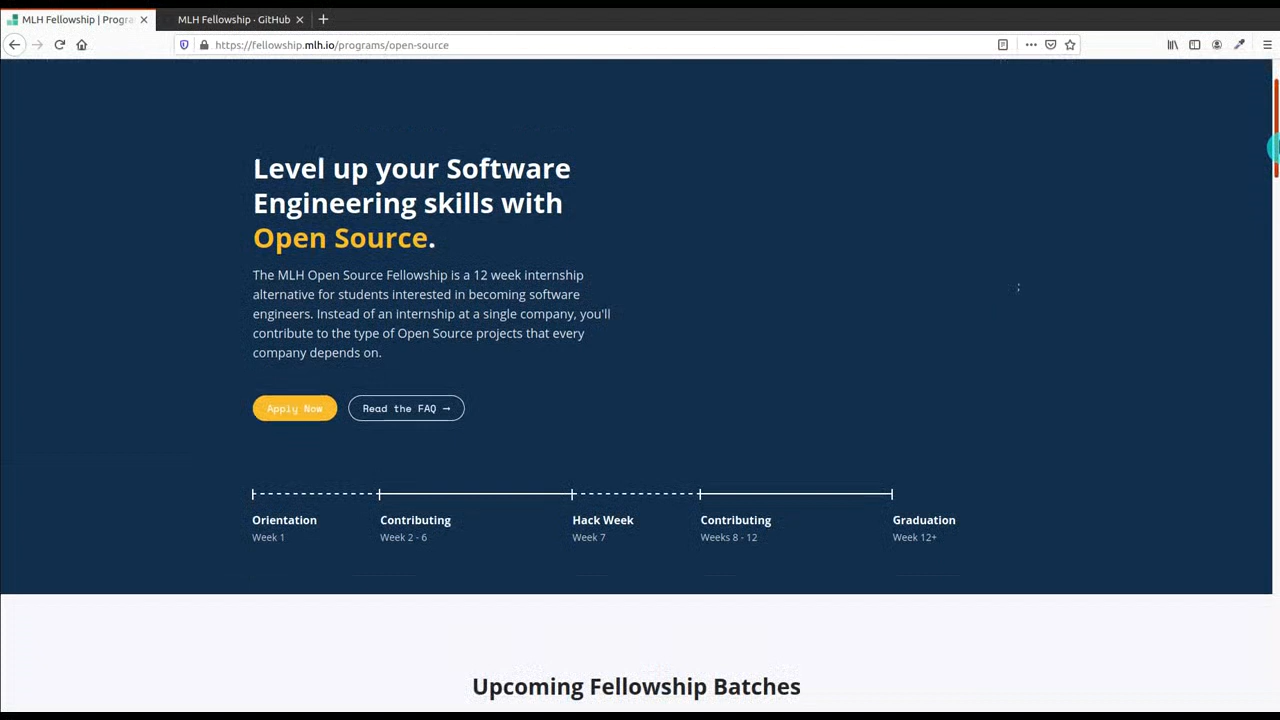 MLH Fellowship | Progra
MLH Fellowship · GitHub
https://fellowship.mlh.io/programs/open-source
Level up your Software
Engineering skills with
Open Source.
The MLH Open Source Fellowship is a 12 week internship
alternative for students interested in becoming software
engineers. Instead of an internship at a single company, you'll
contribute to the type of Open Source projects that every
company depends on.
;
Apply Now
Read the FAQ →
Orientation
Week 1
Contributing
Week 2 - 6
Hack Week
Week 7
Contributing
Weeks 8 - 12
Graduation
Week 12+
Upcoming Fellowship Batches